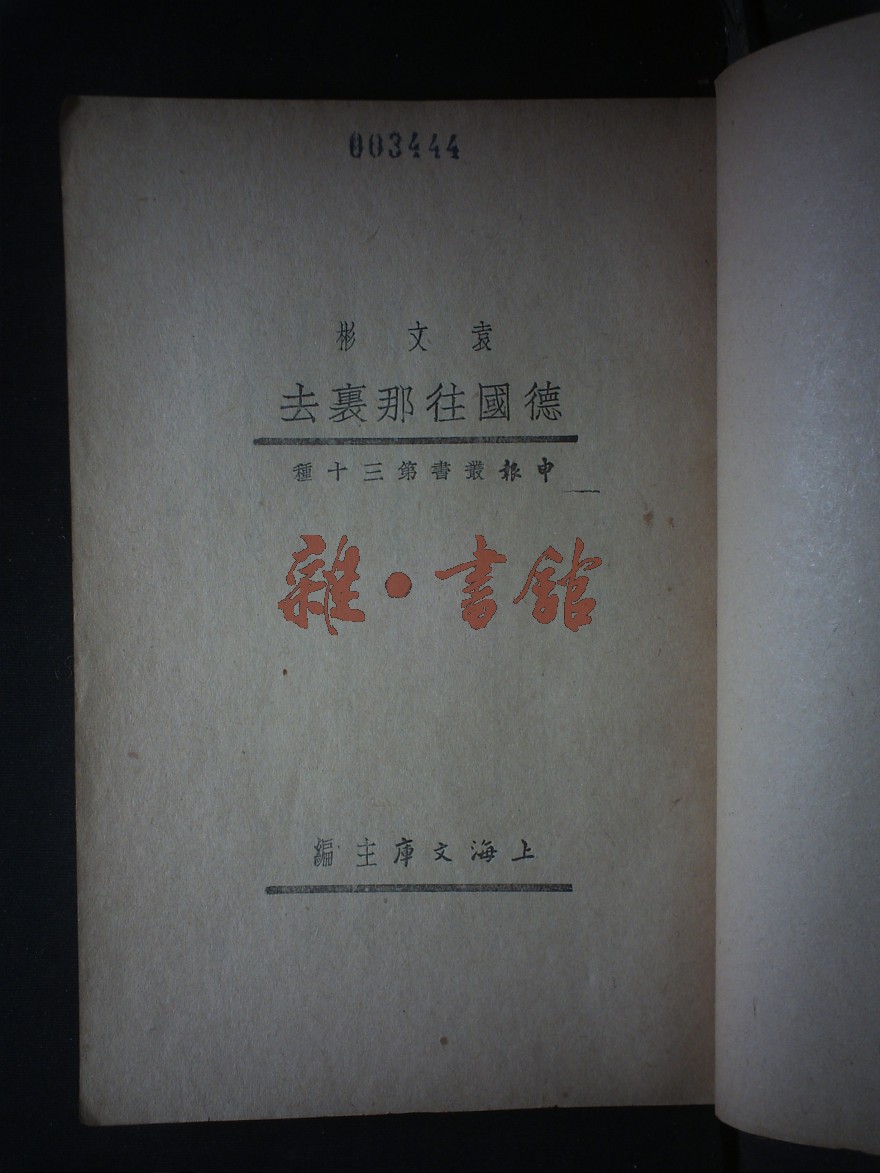 003444
袁文彬
德國往那裏去
申報叢書第三十種
雜·書館
上海文庫主編